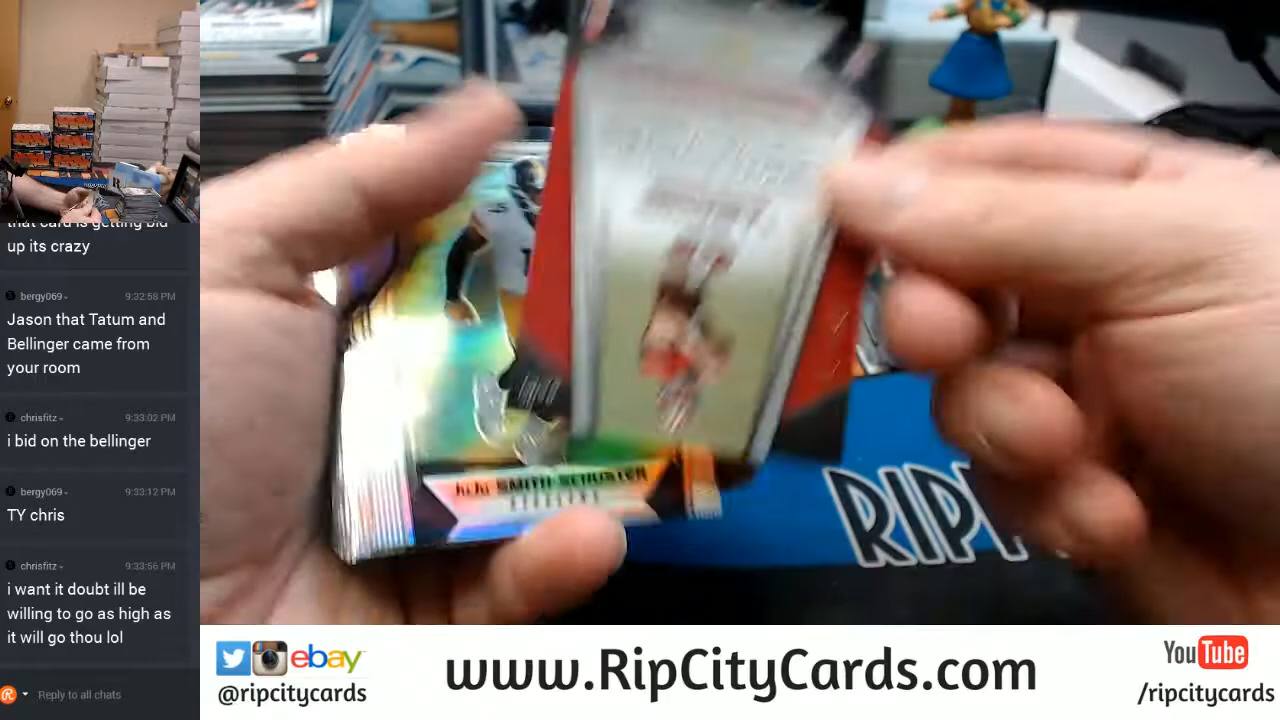 that card is getting bid
up its crazy
bergy069
9:32:58 PM
Jason that Tatum and
Bellinger came from
your room
chrisfitz
9:33:02 PM
i bid on the bellinger
bergy069
9:33:12 PM
TY chris
chrisfitz
9:33:56 PM
i want it doubt ill be
willing to go as high as
it will go thou lol
Reply to all chats
SMITH-SCHUSTER
STEELERS
RIPP
ebay
@ripcitycards
www.RipCityCards.com
YouTube
/ripcitycards